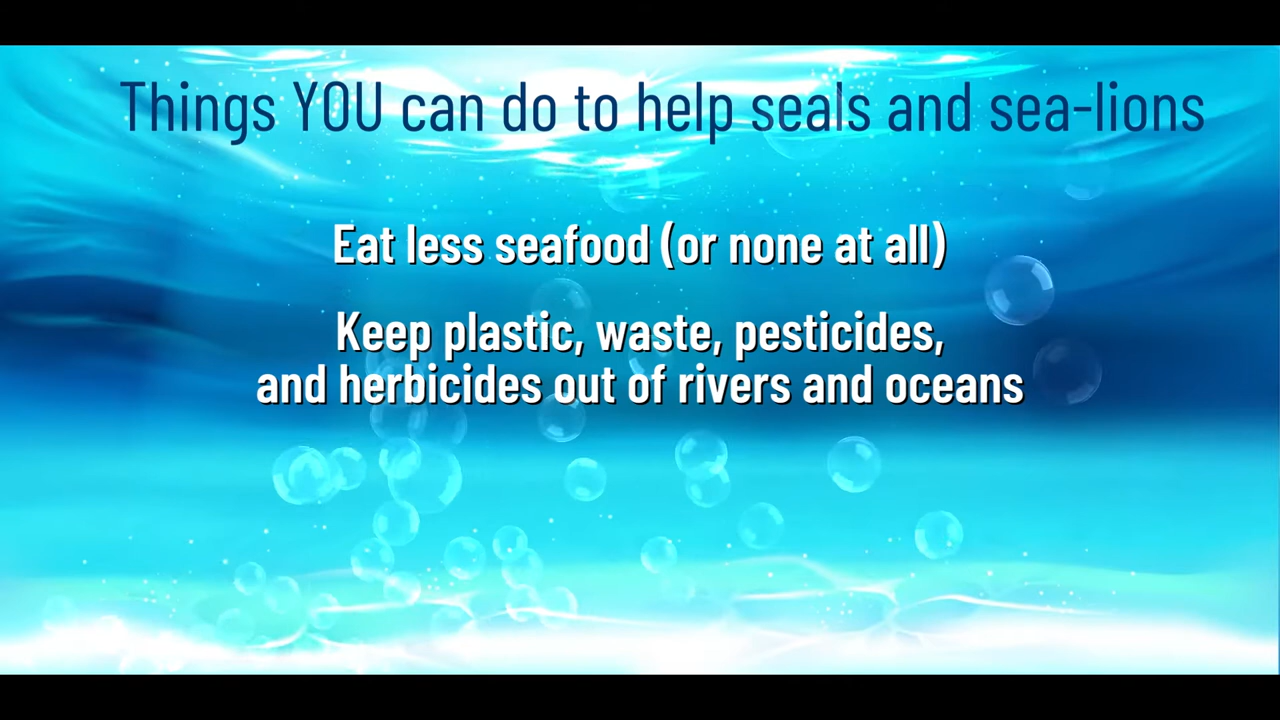 Things YOU can do to help seals and sea-lions
Eat less seafood (or none at all)
Keep plastic, waste, pesticides,
and herbicides out of rivers and oceans